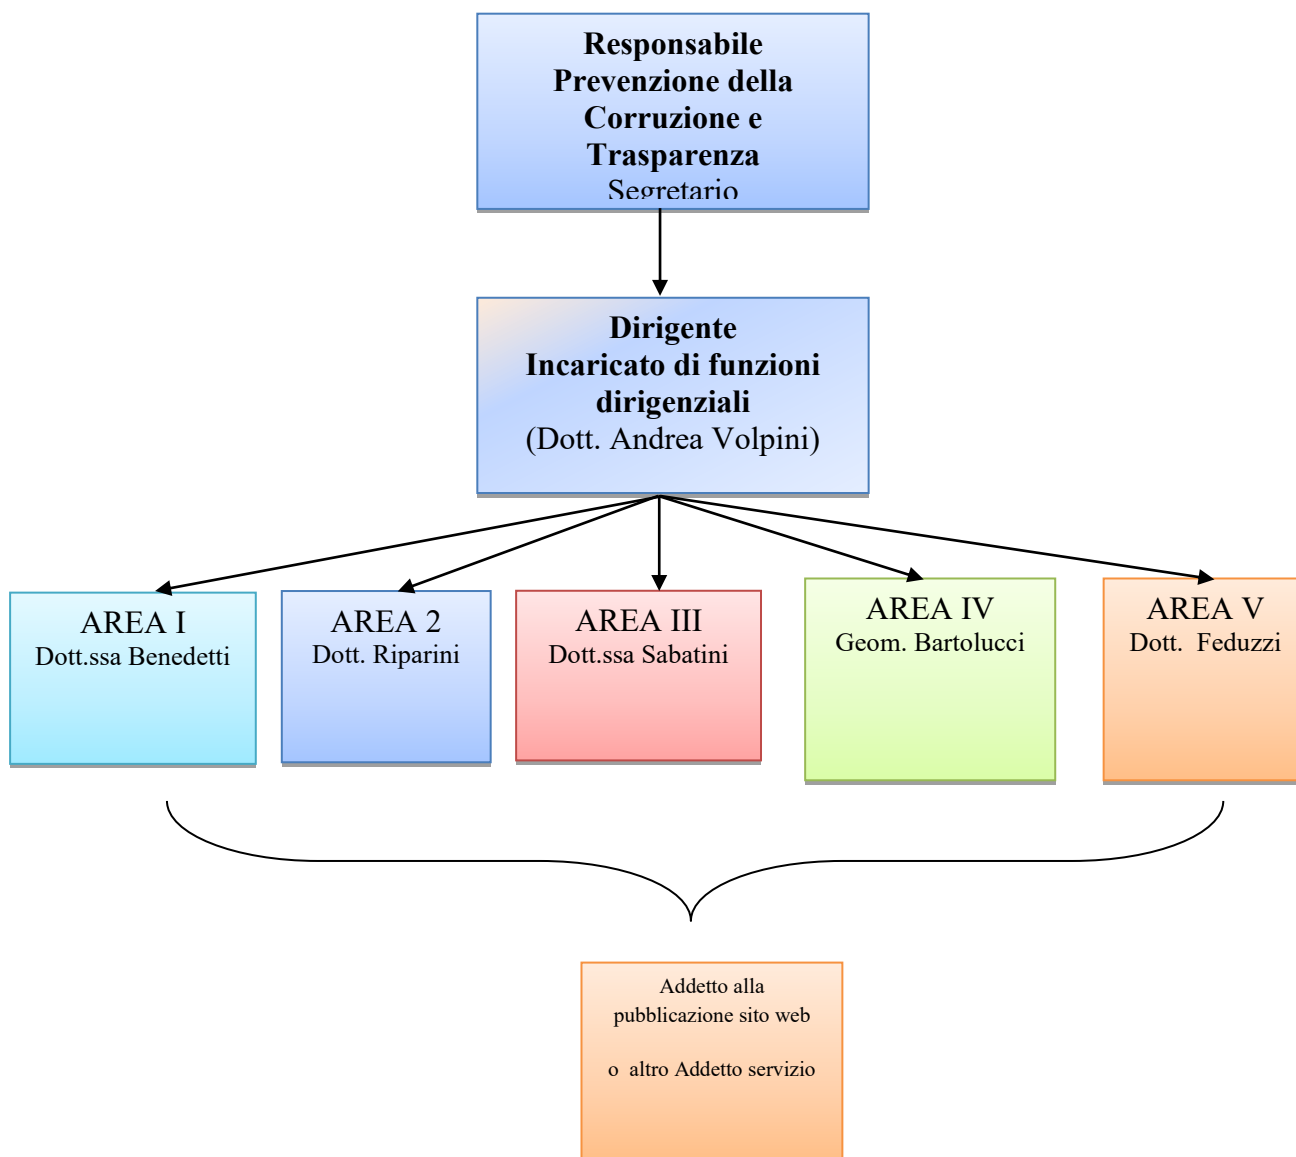 Responsabile
Prevenzione della
Corruzione e
Trasparenza
Segretario
Dirigente
Incaricato di funzioni
dirigenziali
(Dott. Andrea Volpini)
AREA I
Dott.ssa Benedetti
AREA 2
Dott. Riparini
AREA III
Dott.ssa Sabatini
AREA IV
Geom. Bartolucci
AREA V
Dott. Feduzzi
Addetto alla
pubblicazione sito web
o altro Addetto servizio